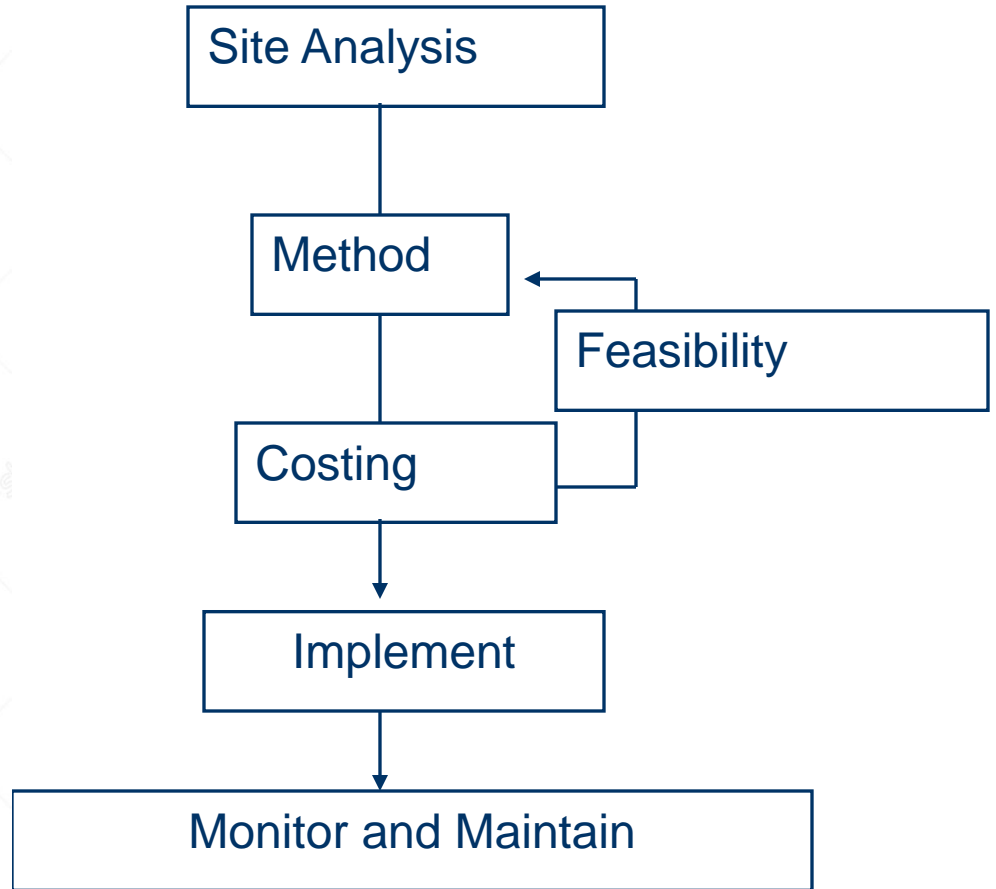 Site Analysis
Method
Feasibility
Costing
Implement
Monitor and Maintain